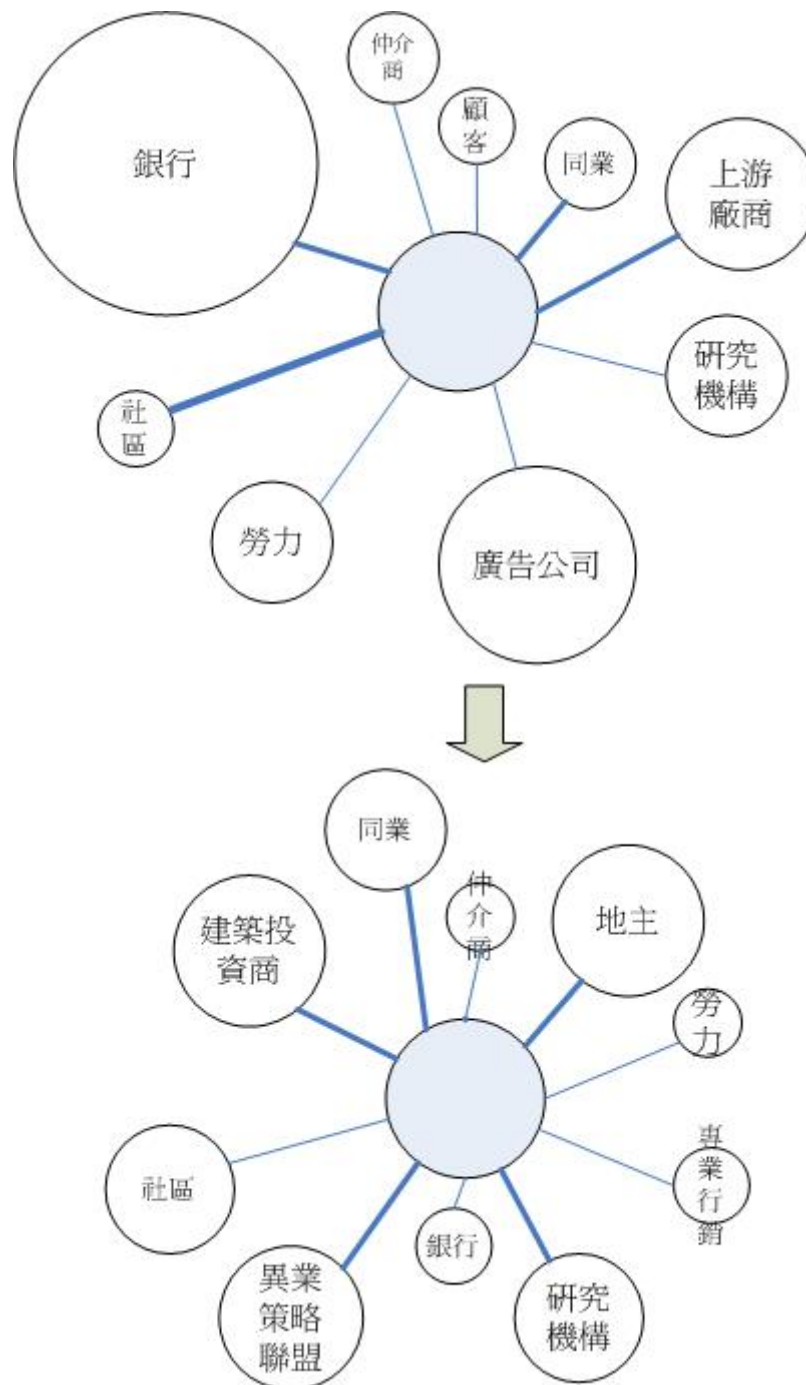 仲介
商
顧
客
銀行
同業
上游
廠商
研究
機構
社
區
勞力
廣告公司
同業
仲
介
商
建築投
資商
地主
勞
力
專
業
行
銷
社區
銀行
異業
策略
聯盟
研究
機構